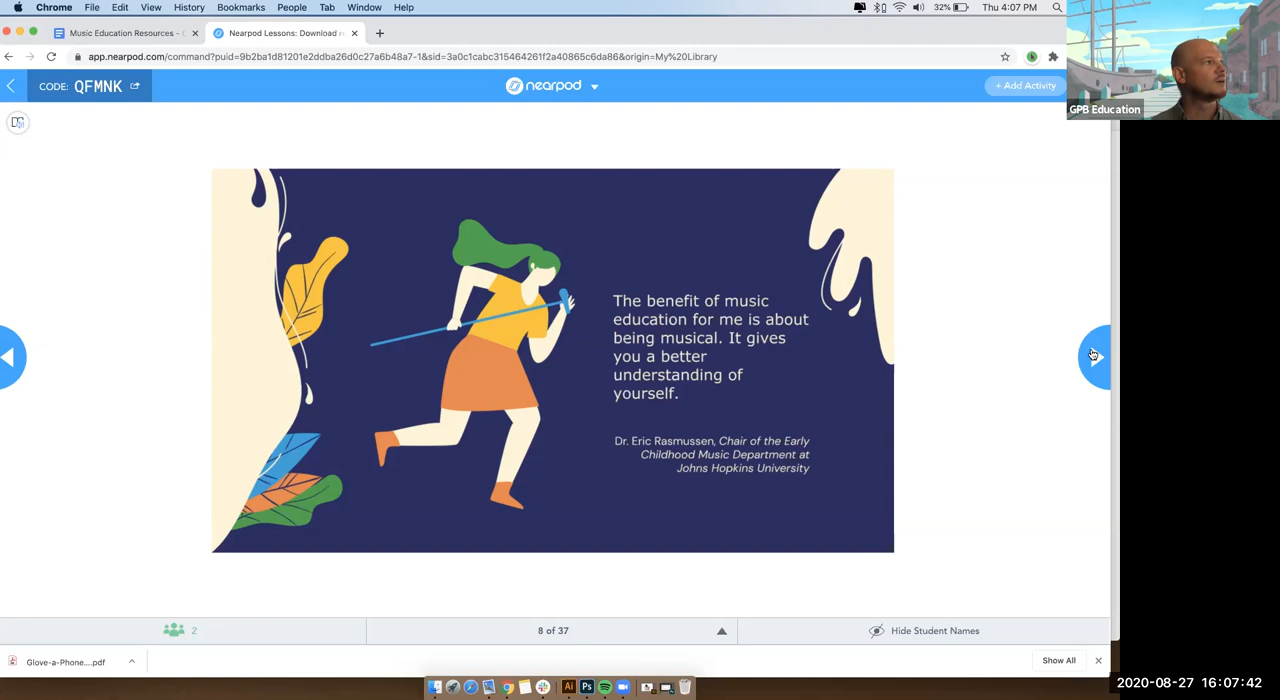 Chrome File Edit View History Bookmarks People Tab Window Help
32% Thu 4:07 PM
Music Education Resources -
Nearpod Lessons: Download
app.nearpod.com/command?puid=9b2ba1d81201e2ddba26d0c27a6b48a7-1&sid=3a0c1cabc315464261f2a40865c6da86&origin=My%20Library
CODE: QFMNK
nearpod
+ Add Activity
GPB Education
The benefit of music
education for me is about
being musical. It gives
you a better
understanding of
yourself.
Dr. Eric Rasmussen, Chair of the Early
Childhood Music Department at
Johns Hopkins University
2
8 of 37
Hide Student Names
Glove-a-Phone....pdf
Show All
Ai Ps
2020-08-27 16:07:42